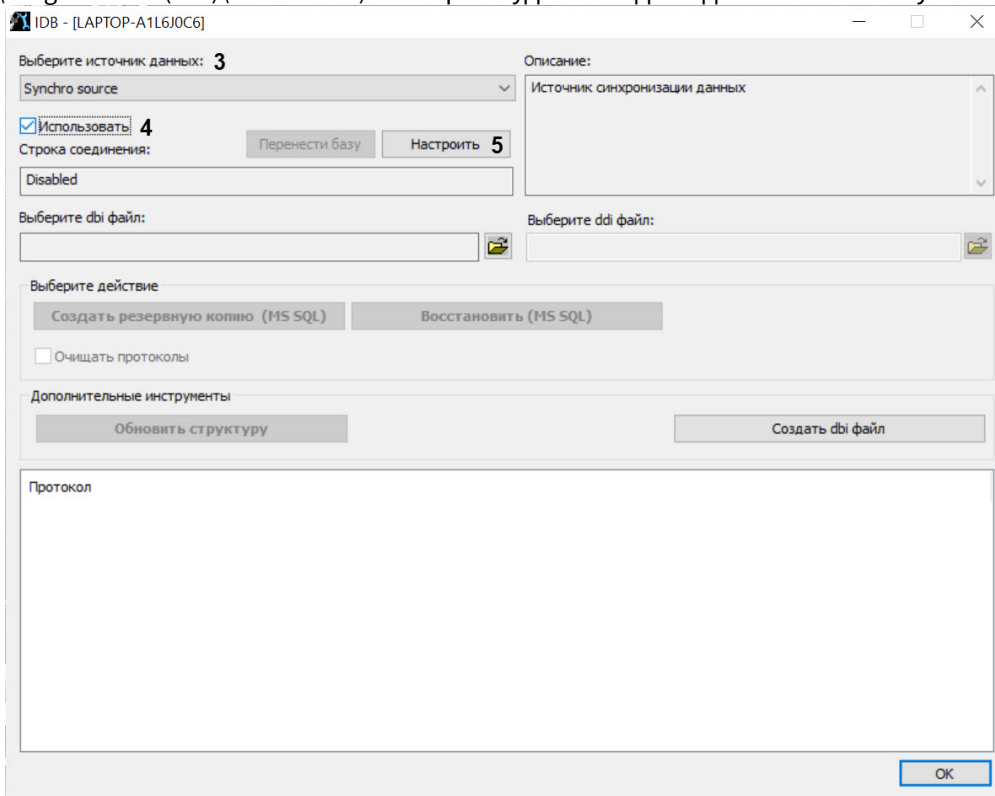 IDB - [LAPTOP-A1L6J0C6]
Выберите источник данных: 3
Synchro source
Использовать 4
Строка соединения:
Перенести базу
Настроить 5
Disabled
Описание:
Источник синхронизации данных
Выберите dbi файл:
Выберите ddi файл:
Выберите действие
Создать резервную копию (MS SQL)
Восстановить (MS SQL)
Очищать протоколы
Дополнительные инструменты
Обновить структуру
Создать dbi файл
Протокол
OK